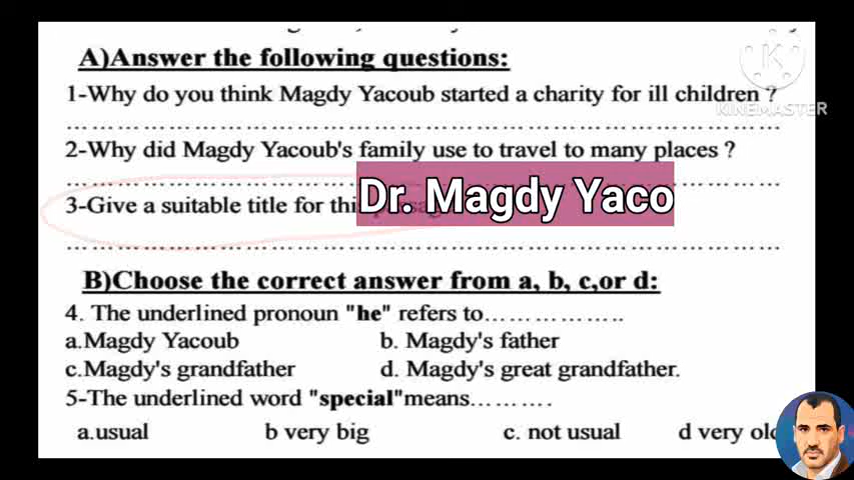 A)Answer the following questions:
1-Why do you think Magdy Yacoub started a charity for ill children ?
KINEMASTER
2-Why did Magdy Yacoub's family use to travel to many places ?
3-Give a suitable title for thi
Dr. Magdy Yaco
B)Choose the correct answer from a, b, c,or d:
4. The underlined pronoun "he" refers to……………..
a.Magdy Yacoub b. Magdy's father
c.Magdy's grandfather d. Magdy's great grandfather.
5-The underlined word "special"means……….
a.usual b very big c. not usual d very old